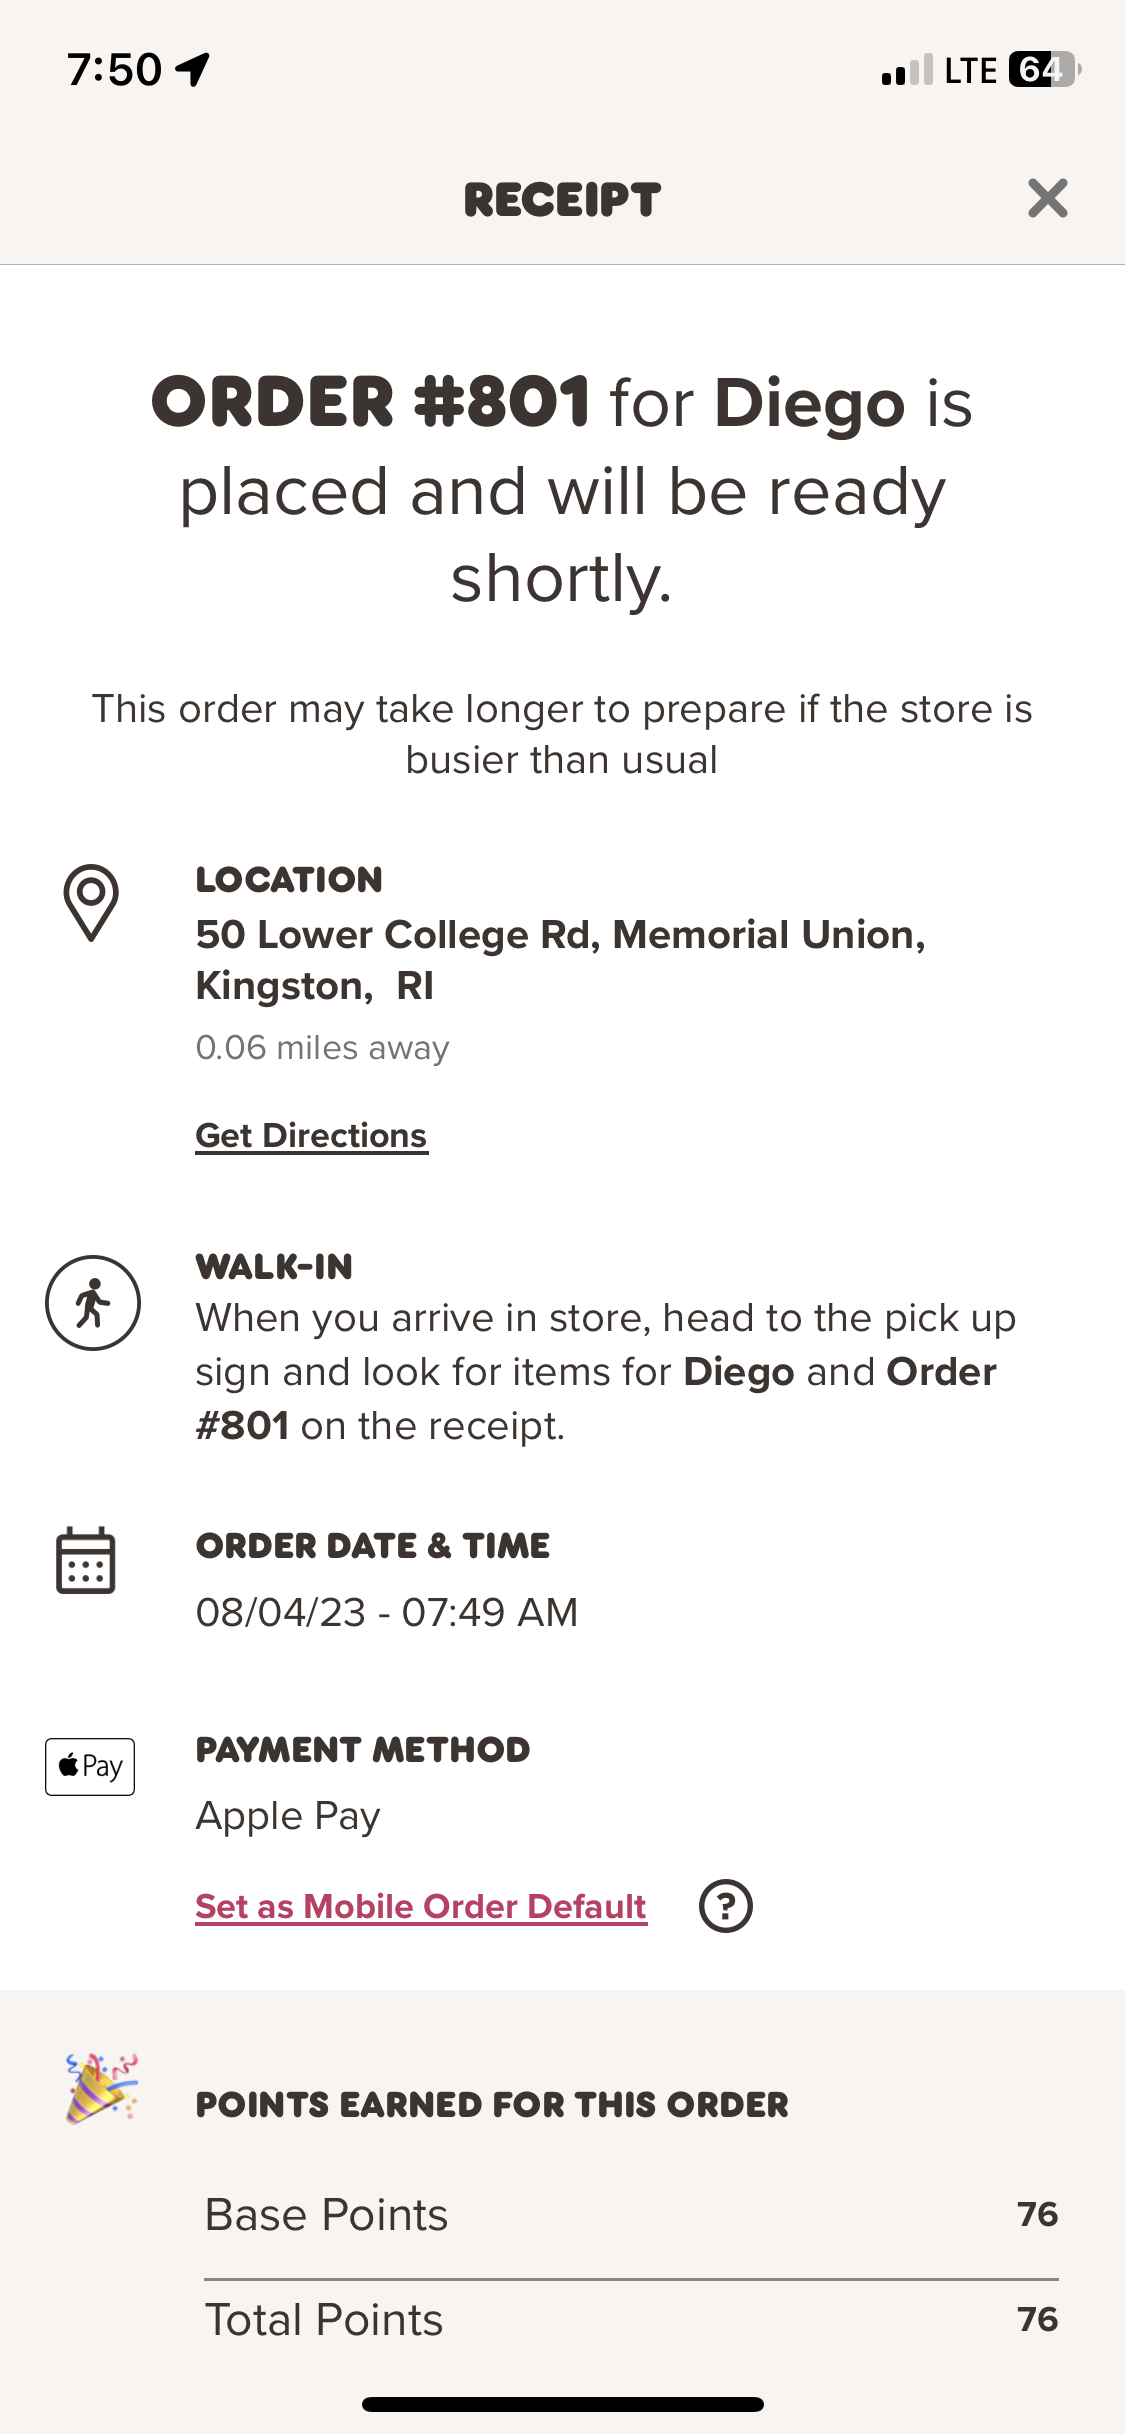 7:50 LTE 64
RECEIPT
ORDER #801 for Diego is
placed and will be ready
shortly.
This order may take longer to prepare if the store is
busier than usual
LOCATION
50 Lower College Rd, Memorial Union,
Kingston,  RI
0.06 miles away
Get Directions
WALK-IN
When you arrive in store, head to the pick up
sign and look for items for Diego and Order
#801 on the receipt.
ORDER DATE & TIME
08/04/23 - 07:49 AM
Pay
PAYMENT METHOD
Apple Pay
Set as Mobile Order Default ?
POINTS EARNED FOR THIS ORDER
Base Points 76
Total Points 76